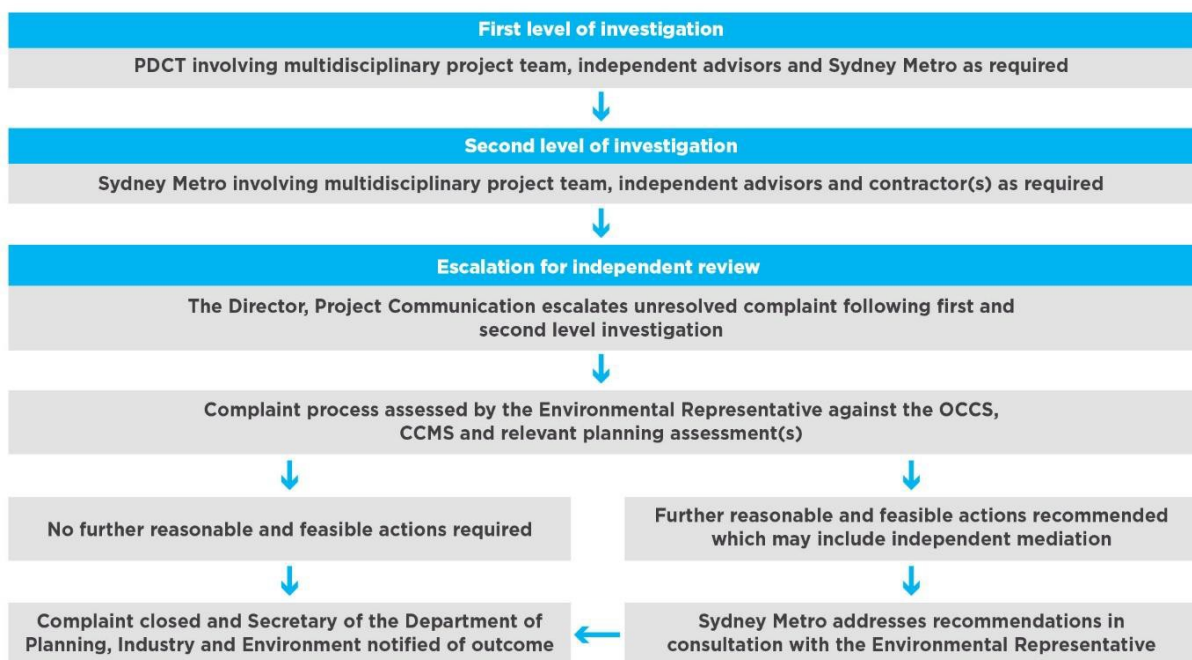 First level of investigation
PDCT involving multidisciplinary project team, independent advisors and Sydney Metro as required
Second level of investigation
Sydney Metro involving multidisciplinary project team, independent advisors and contractor(s) as required
Escalation for independent review
The Director, Project Communication escalates unresolved complaint following first and
second level investigation
Complaint process assessed by the Environmental Representative against the OCCS,
CCMS and relevant planning assessment(s)
No further reasonable and feasible actions required
Further reasonable and feasible actions recommended
which may include independent mediation
Complaint closed and Secretary of the Department of
Planning, Industry and Environment notified of outcome
Sydney Metro addresses recommendations in
consultation with the Environmental Representative